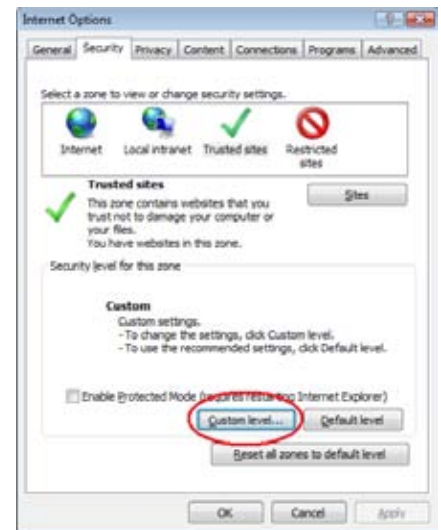 Internet Options
General Security Privacy Content Connections Programs Advanced
Select a zone to view or change security settings.
Internet Local intranet Trusted sites Restricted
sites
Trusted sites
Sites
This zone contains websites that you
trust not to damage your computer or
your files.
You have websites in this zone.
Security level for this zone
Custom
Custom settings.
- To change the settings, click Custom level.
- To use the recommended settings, click Default level.
Enable Protected Mode (requires restarting Internet Explorer)
Custom level... Default level
Reset all zones to default level
OK Cancel Apply